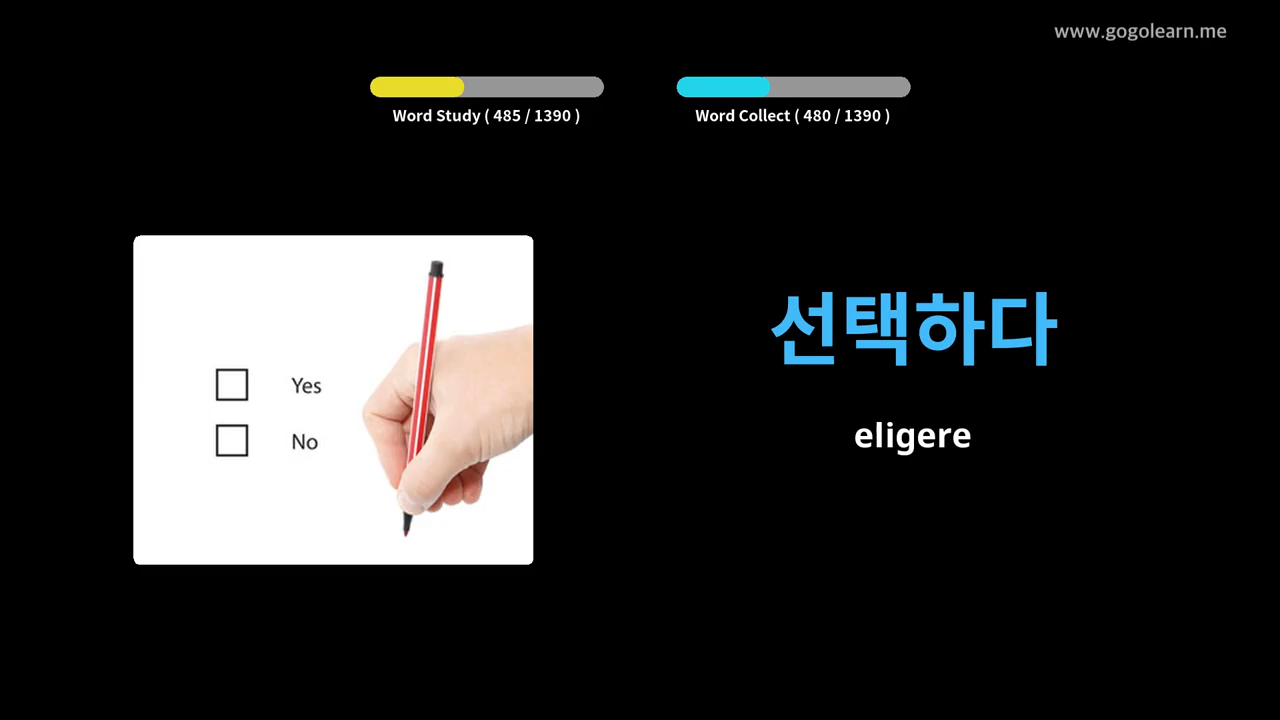 www.gogolearn.me
Word Study ( 485 / 1390 )
Word Collect ( 480 / 1390 )
Yes
No
선택하다
eligere